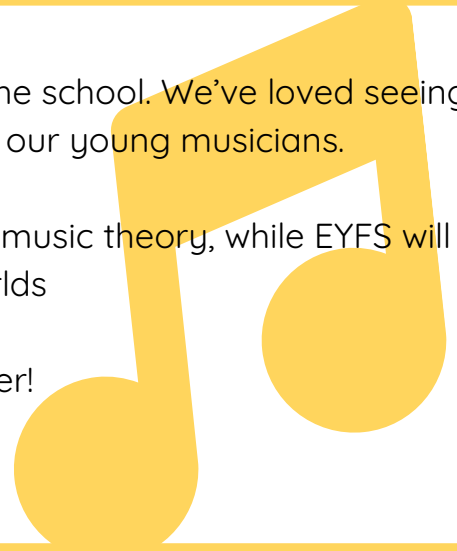 he school. We've loved seeing
our young musicians.
music theory, while EYFS will
rlds
er!